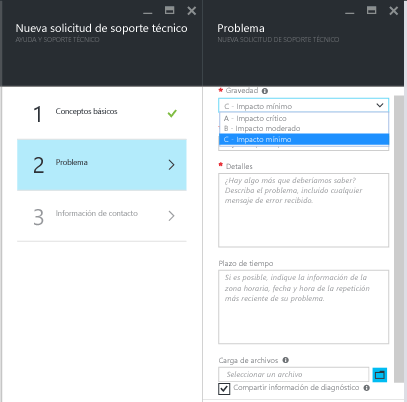 Nueva solicitud de soporte técnico
AYUDA Y SOPORTE TÉCNICO
1 Conceptos básicos
2 Problema
3 Información de contacto
Problema
NUEVA SOLICITUD DE SOPORTE TÉCNICO
* Gravedad
C - Impacto mínimo
A - Impacto crítico
B - Impacto moderado
C - Impacto mínimo
* Detalles
¿Hay algo más que deberíamos saber?
Describa el problema, incluido cualquier
mensaje de error recibido.
Plazo de tiempo
Si es posible, indique la información de la
zona horaria, fecha y hora de la repetición
más reciente de su problema.
Carga de archivos
Seleccionar un archivo
Compartir información de diagnóstico